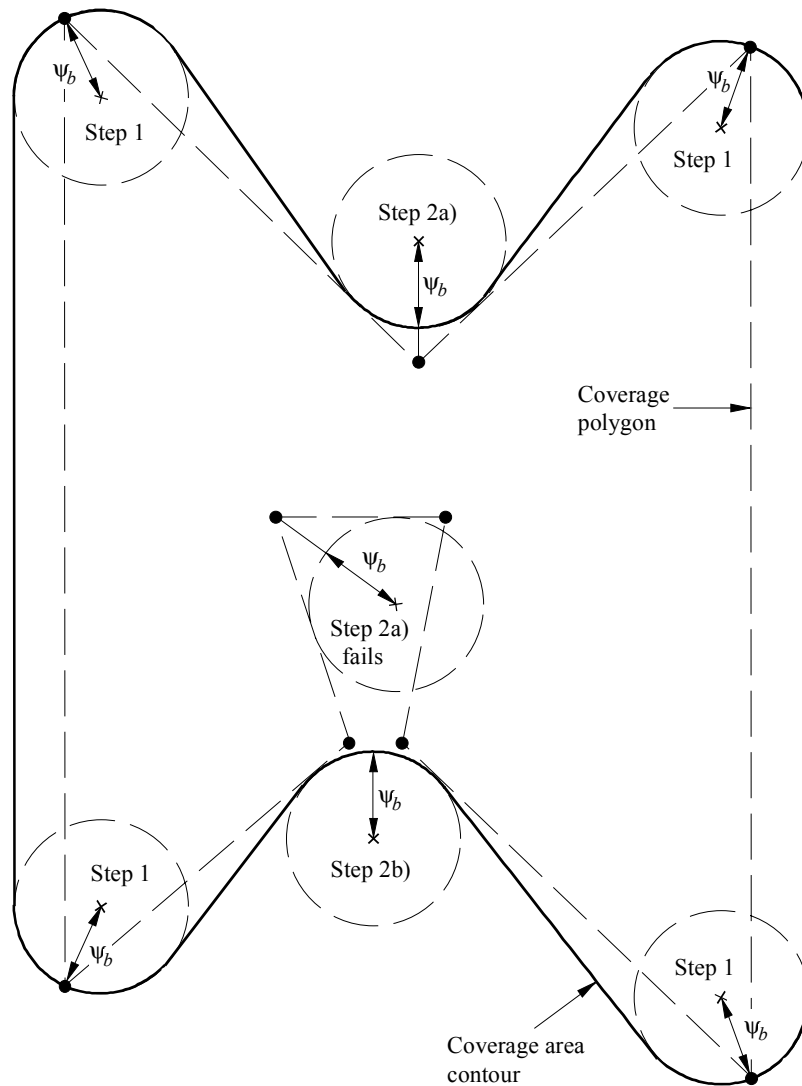 ψb
Step 1
ψb
Step 1
Step 2a)
ψb
Coverage
polygon
ψb
Step 2a)
fails
ψb
Step 2b)
Step 1
ψb
Step 1
ψb
Coverage area
contour